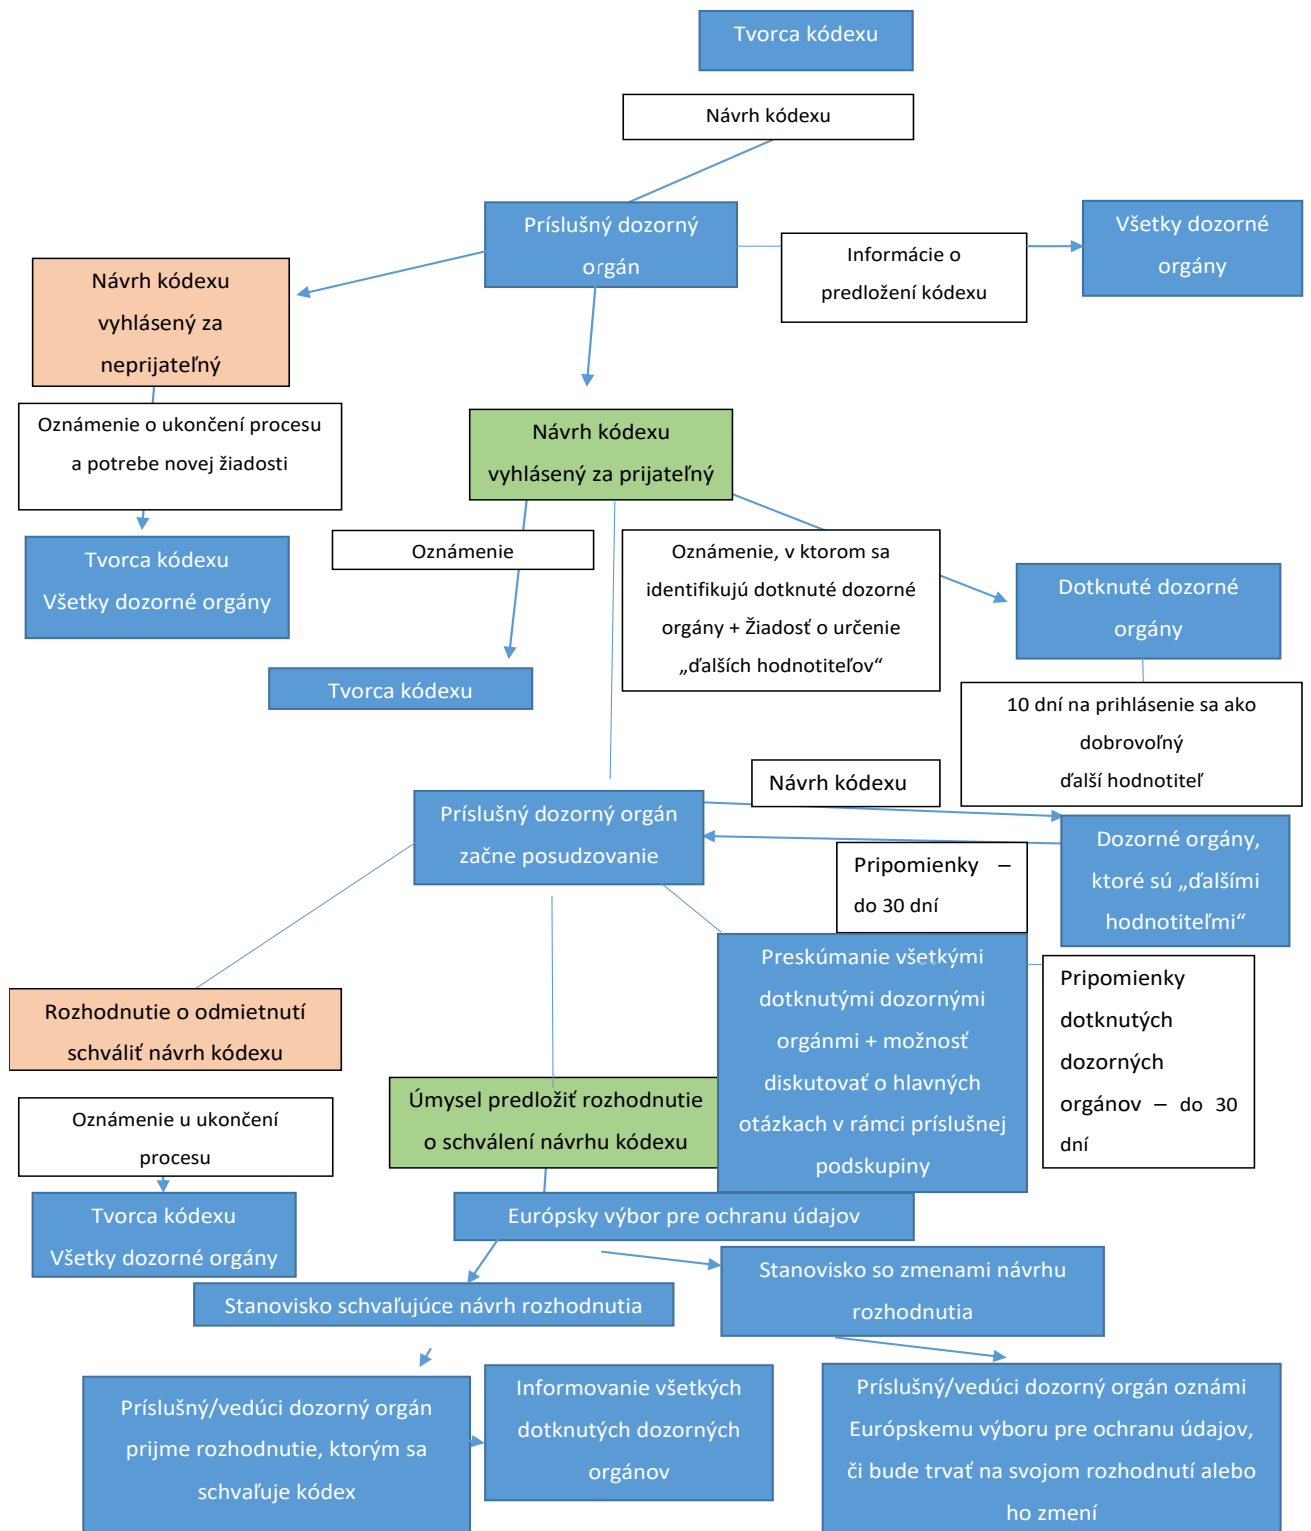 Tvorca kódexu
Návrh kódexu
Príslušný dozorný
orgán
Informácie o
predložení kódexu
Všetky dozorné
orgány
Návrh kódexu
vyhlásený za
neprijateľný
Oznámenie o ukončení procesu
a potrebe novej žiadosti
Tvorca kódexu
Všetky dozorné orgány
Návrh kódexu
vyhlásený za prijateľný
Oznámenie
Tvorca kódexu
Oznámenie, v ktorom sa
identifikujú dotknuté dozorné
orgány + Žiadosť o určenie
„ďalších hodnotiteľov“
Dotknuté dozorné
orgány
10 dní na prihlásenie sa ako
dobrovoľný
ďalší hodnotiteľ
Návrh kódexu
Príslušný dozorný orgán
začne posudzovanie
Dozorné orgány,
ktoré sú „ďalšími
hodnotiteľmi“
Pripomienky –
do 30 dní
Preskúmanie všetkými
dotknutými dozornými
orgánmi + možnosť
diskutovať o hlavných
otázkach v rámci príslušnej
podskupiny
Pripomienky
dotknutých
dozorných
orgánov – do 30
dní
Rozhodnutie o odmietnutí
schváliť návrh kódexu
Oznámenie u ukončení
procesu
Tvorca kódexu
Všetky dozorné orgány
Úmysel predložiť rozhodnutie
o schválení návrhu kódexu
Európsky výbor pre ochranu údajov
Stanovisko schvaľujúce návrh rozhodnutia
Stanovisko so zmenami návrhu
rozhodnutia
Príslušný/vedúci dozorný orgán
prijme rozhodnutie, ktorým sa
schvaľuje kódex
Informovanie všetkých
dotknutých dozorných
orgánov
Príslušný/vedúci dozorný orgán oznámi
Európskemu výboru pre ochranu údajov,
či bude trvať na svojom rozhodnutí alebo
ho zmení